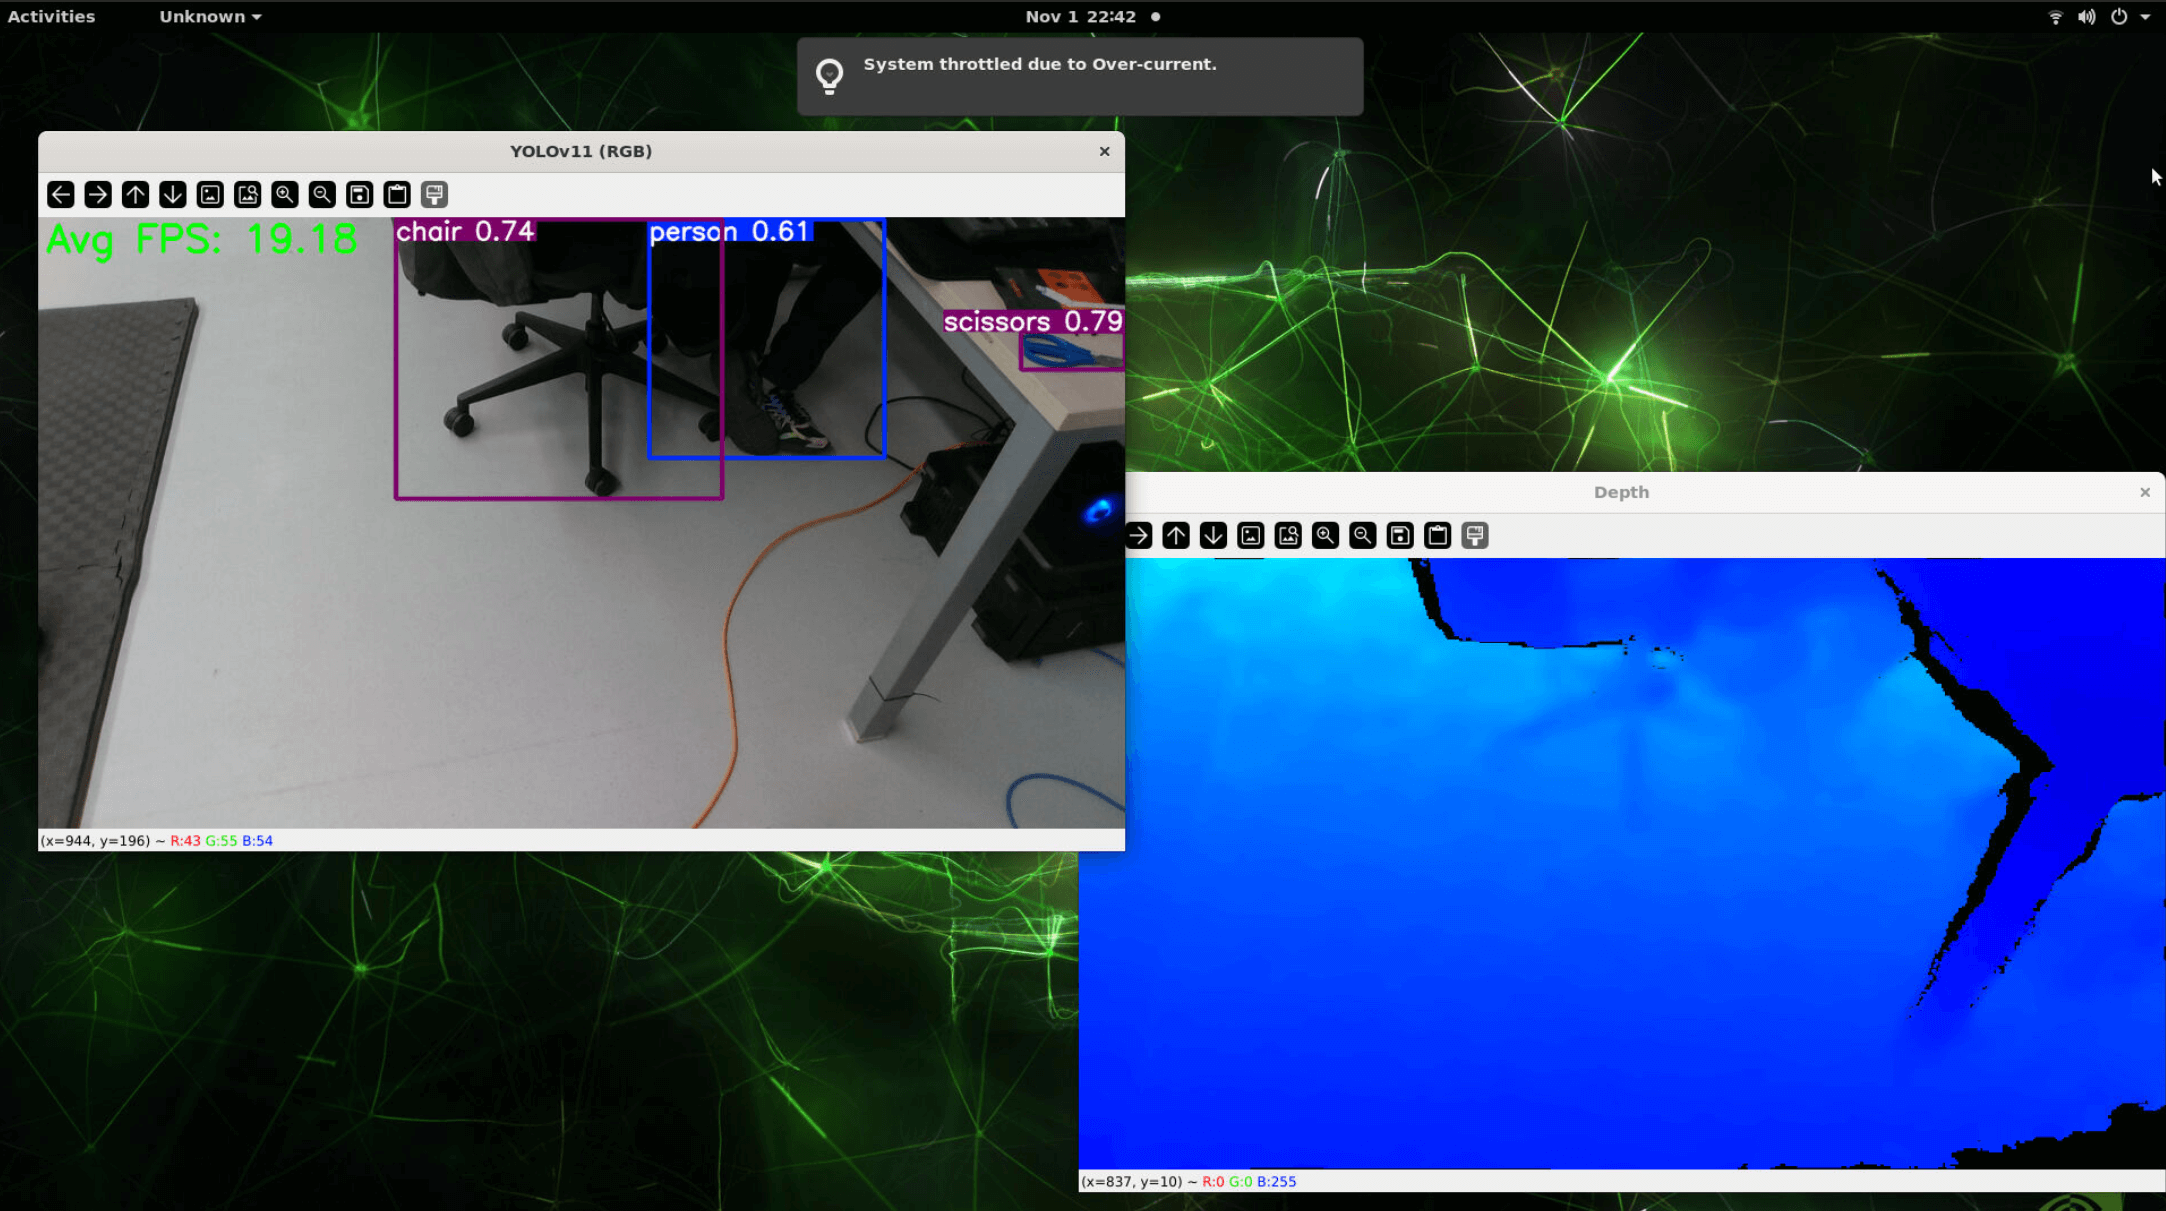 Activities
Unknown
Nov 1 22:42
System throttled due to Over-current.
YOLOv11 (RGB)
Avg FPS: 19.18
chair 0.74
person 0.61
scissors 0.79
(x=944, y=196) ~ R:43 G:55 B:54
Depth
(x=837, y=10) ~ R:0 G:0 B:255